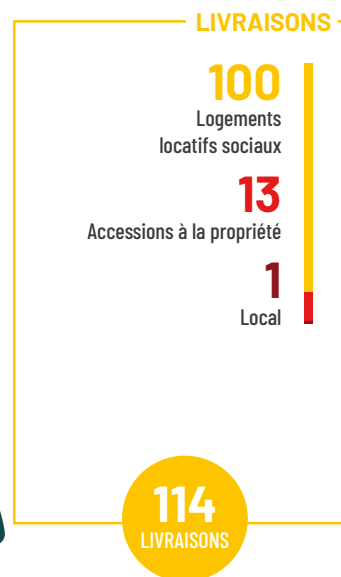 LIVRAISONS
100
Logements
locatifs sociaux
13
Accessions à la propriété
1
Local
114
LIVRAISONS